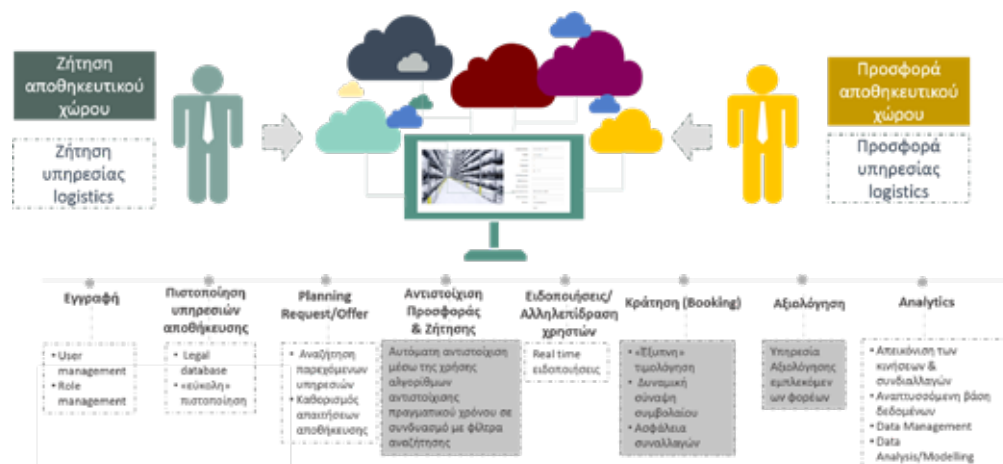 Ζήτηση
αποθηκευτικού
χώρου
Ζήτηση
υπηρεσίας
logistics
Προσφορά
αποθηκευτικού
χώρου
Προσφορά
υπηρεσίας
logistics
Εγγραφή
• User
management
• Role
management
Πιστοποίηση
υπηρεσιών
αποθήκευσης
• Legal
database
• «εύκολη»
πιστοποίηση
Planning
Request/Offer
• Αναζήτηση
παρεχόμενων
υπηρεσιών
• Καθορισμός
απαιτήσεων
αποθήκευσης
Αντιστοίχιση
Προσφοράς
& Ζήτησης
Αυτόματη αντιστοίχιση
μέσω της χρήσης
αλγορίθμων
αντιστοίχισης
πραγματικού χρόνου σε
συνδυασμό με φίλτρα
αναζήτησης
Ειδοποιήσεις/
Αλληλεπίδραση
χρηστών
Real time
ειδοποιήσεις
Κράτηση (Booking)
• «Έξυπνη»
τιμολόγηση
• Δυναμική
σύναψη
συμβολαίου
• Ασφάλεια
συναλλαγών
Αξιολόγηση
Υπηρεσία
Αξιολόγησης
εμπλεκόμεν
ων φορέων
Analytics
• Απεικόνιση των
κινήσεων &
συνδιαλλαγών
• Αναπτυσσόμενη βάση
δεδομένων
• Data Management
• Data
Analysis/Modelling